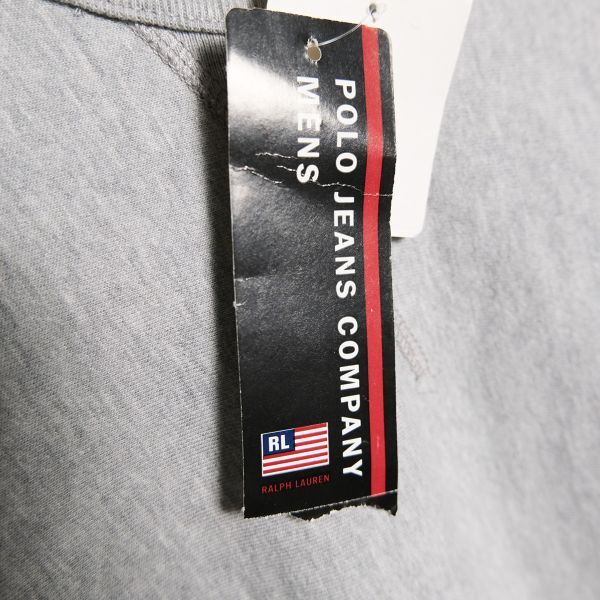 POLO JEANS COMPANY
MENS
RL
RALPH LAUREN